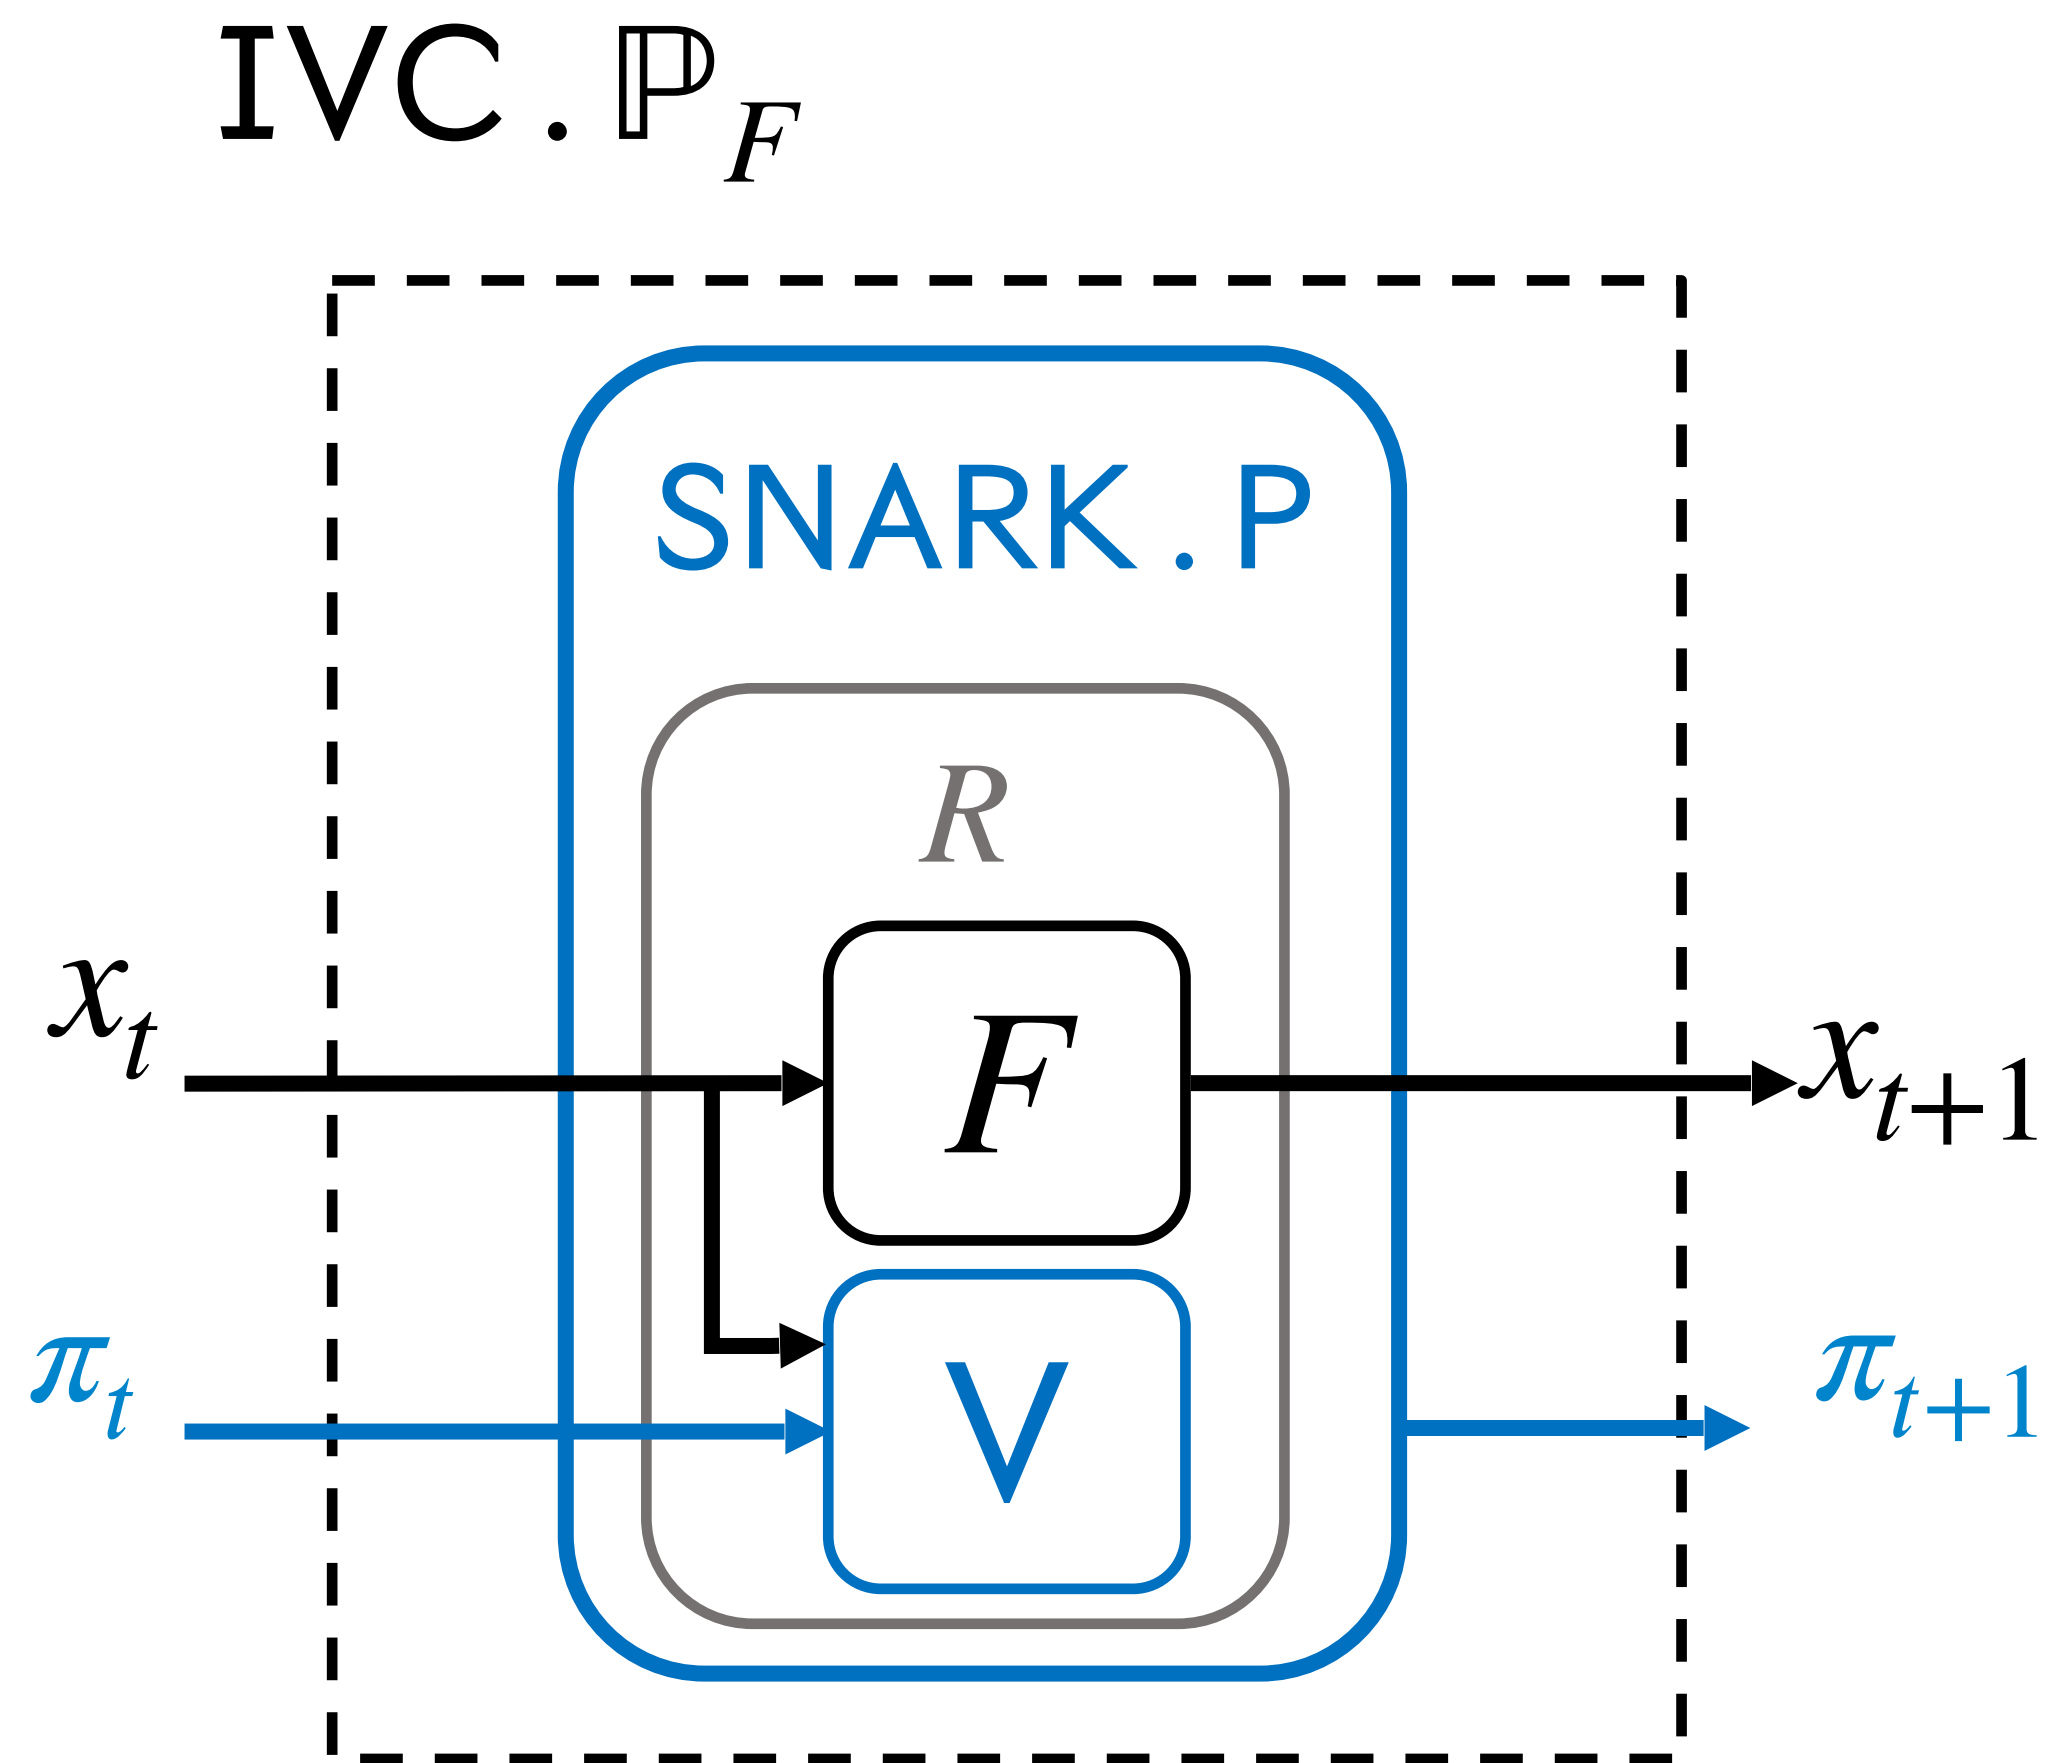 IVC.ℙ_F
SNARK.P
R
x_t
F
x_{t+1}
π_t
V
π_{t+1}